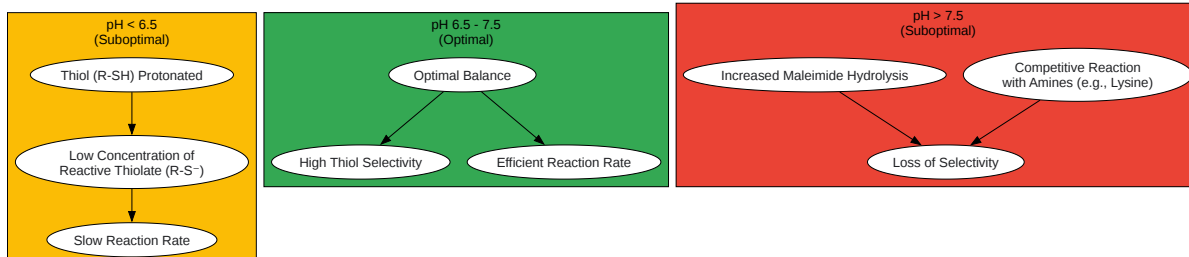 pH < 6.5
(Suboptimal)
Thiol (R-SH) Protonated
Low Concentration of
Reactive Thiolate (R-S⁻)
Slow Reaction Rate
pH 6.5 - 7.5
(Optimal)
Optimal Balance
High Thiol Selectivity
Efficient Reaction Rate
pH > 7.5
(Suboptimal)
Increased Maleimide Hydrolysis
Competitive Reaction
with Amines (e.g., Lysine)
Loss of Selectivity